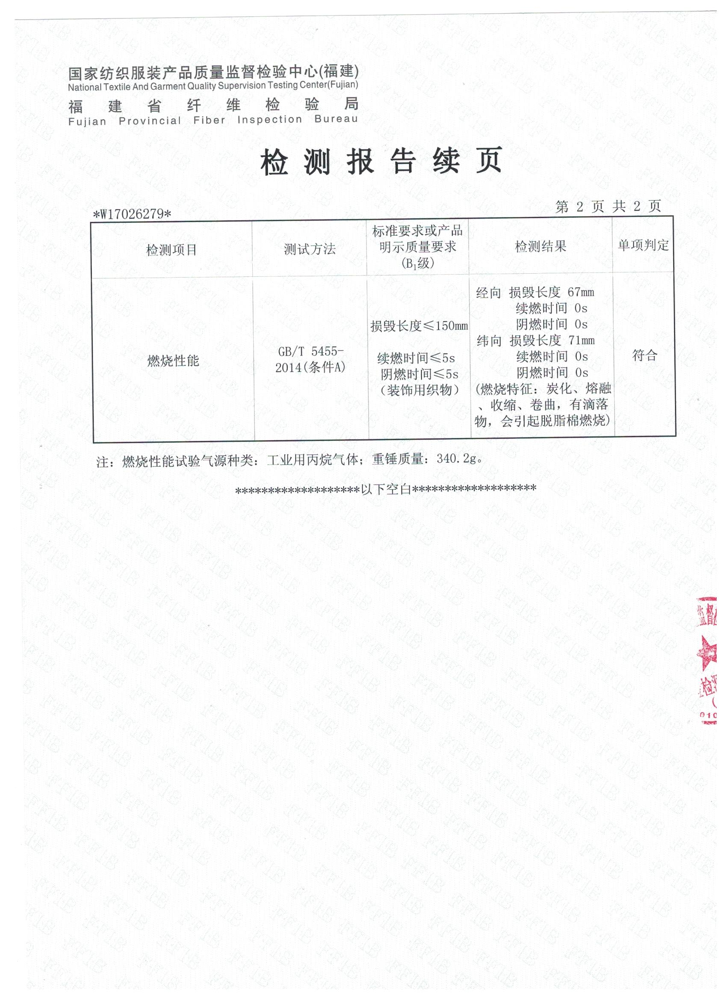 国家纺织服装产品质量监督检验中心(福建)
National Textile And Garment Quality Supervision Testing Center(Fujian)
福建省纤维检验局
Fujian Provincial Fiber Inspection Bureau
检测报告续页
*W17026279*
第 2 页 共 2 页
检测项目
测试方法
标准要求或产品
明示质量要求
(B₁级)
检测结果
单项判定
燃烧性能
GB/T 5455-
2014(条件A)
损毁长度≤150mm
续燃时间≤5s
阴燃时间≤5s
(装饰用织物)
经向 损毁长度 67mm
续燃时间 0s
阴燃时间 0s
纬向 损毁长度 71mm
续燃时间 0s
阴燃时间 0s
(燃烧特征：炭化、熔融
、收缩、卷曲，有滴落
物，会引起脱脂棉燃烧)
符合
注：燃烧性能试验气源种类：工业用丙烷气体；重锤质量：340.2g。
*******************以下空白*******************
监督
检测
010
FFIB